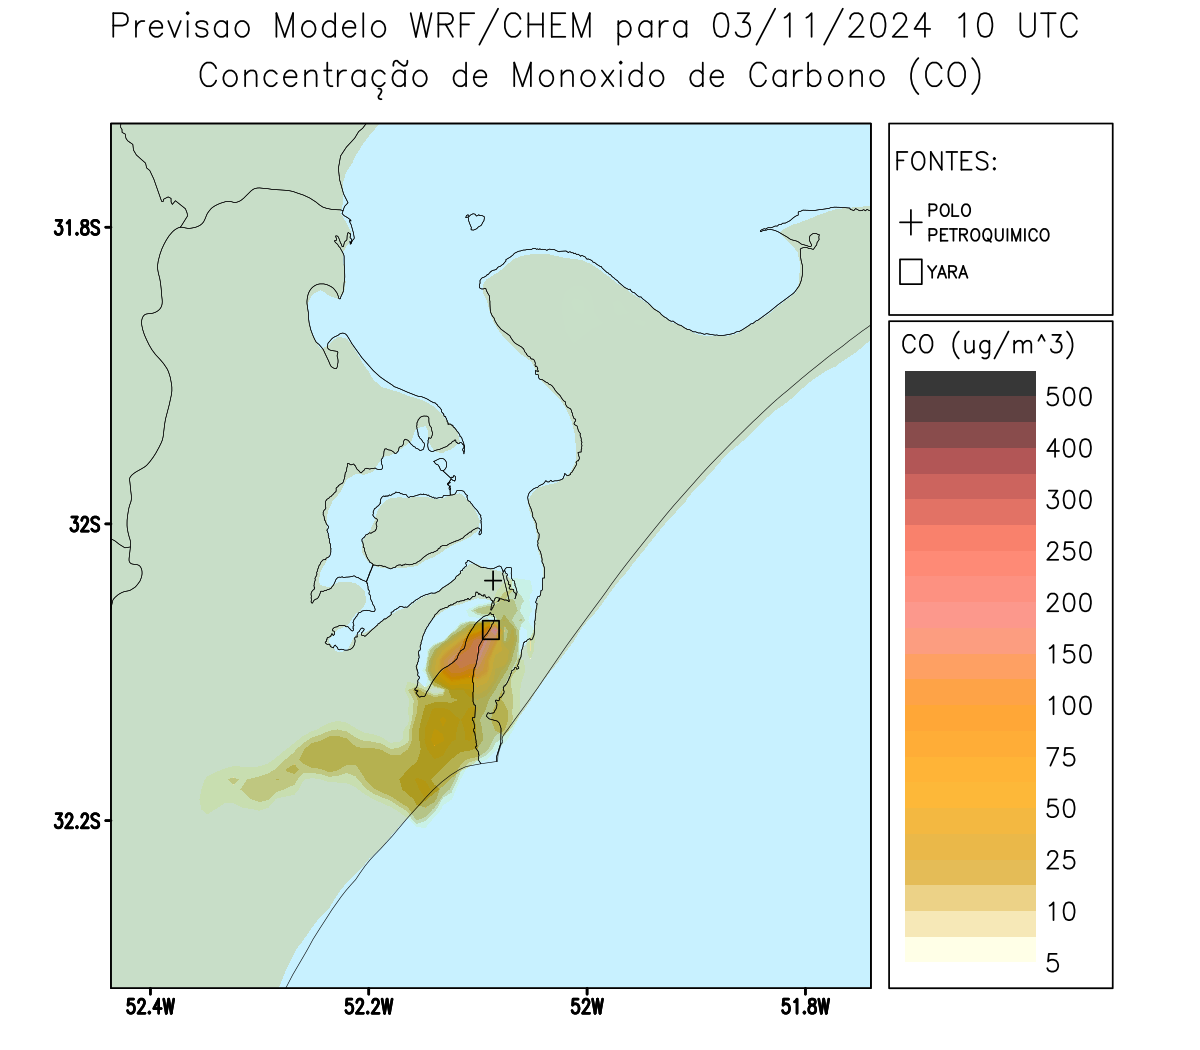 Previsao Modelo WRF/CHEM para 03/11/2024 10 UTC
Concentração de Monoxido de Carbono (CO)
31.8S
32S
32.2S
52.4W
52.2W
52W
51.8W
FONTES:
POLO
PETROQUIMICO
YARA
CO (ug/m^3)
500
400
300
250
200
150
100
75
50
25
10
5